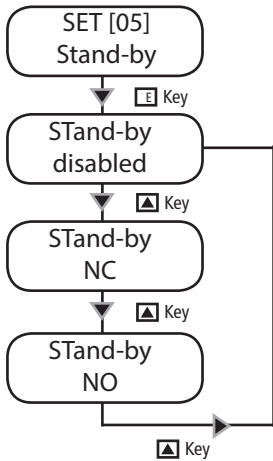 SET [05]
Stand-by
E Key
STand-by
disabled
Key
STand-by
NC
Key
STand-by
NO
Key